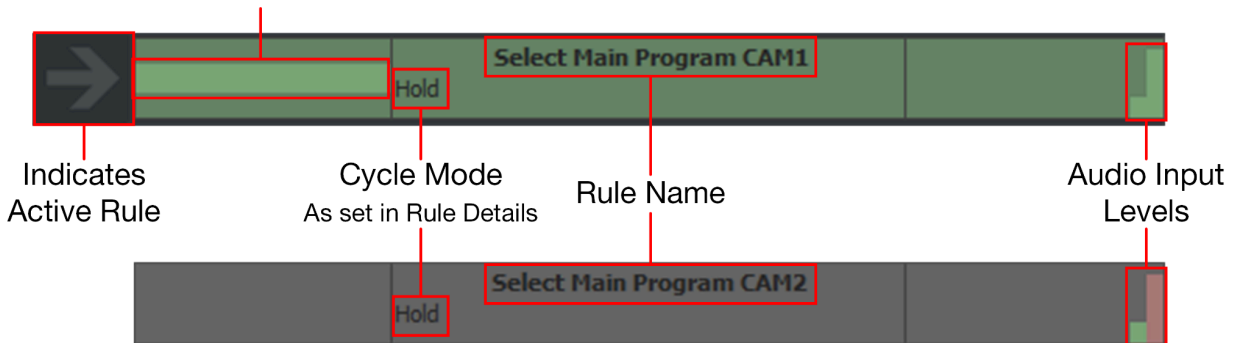 Select Main Program CAM1
Hold
Indicates
Active Rule
Cycle Mode
As set in Rule Details
Rule Name
Audio Input
Levels
Select Main Program CAM2
Hold